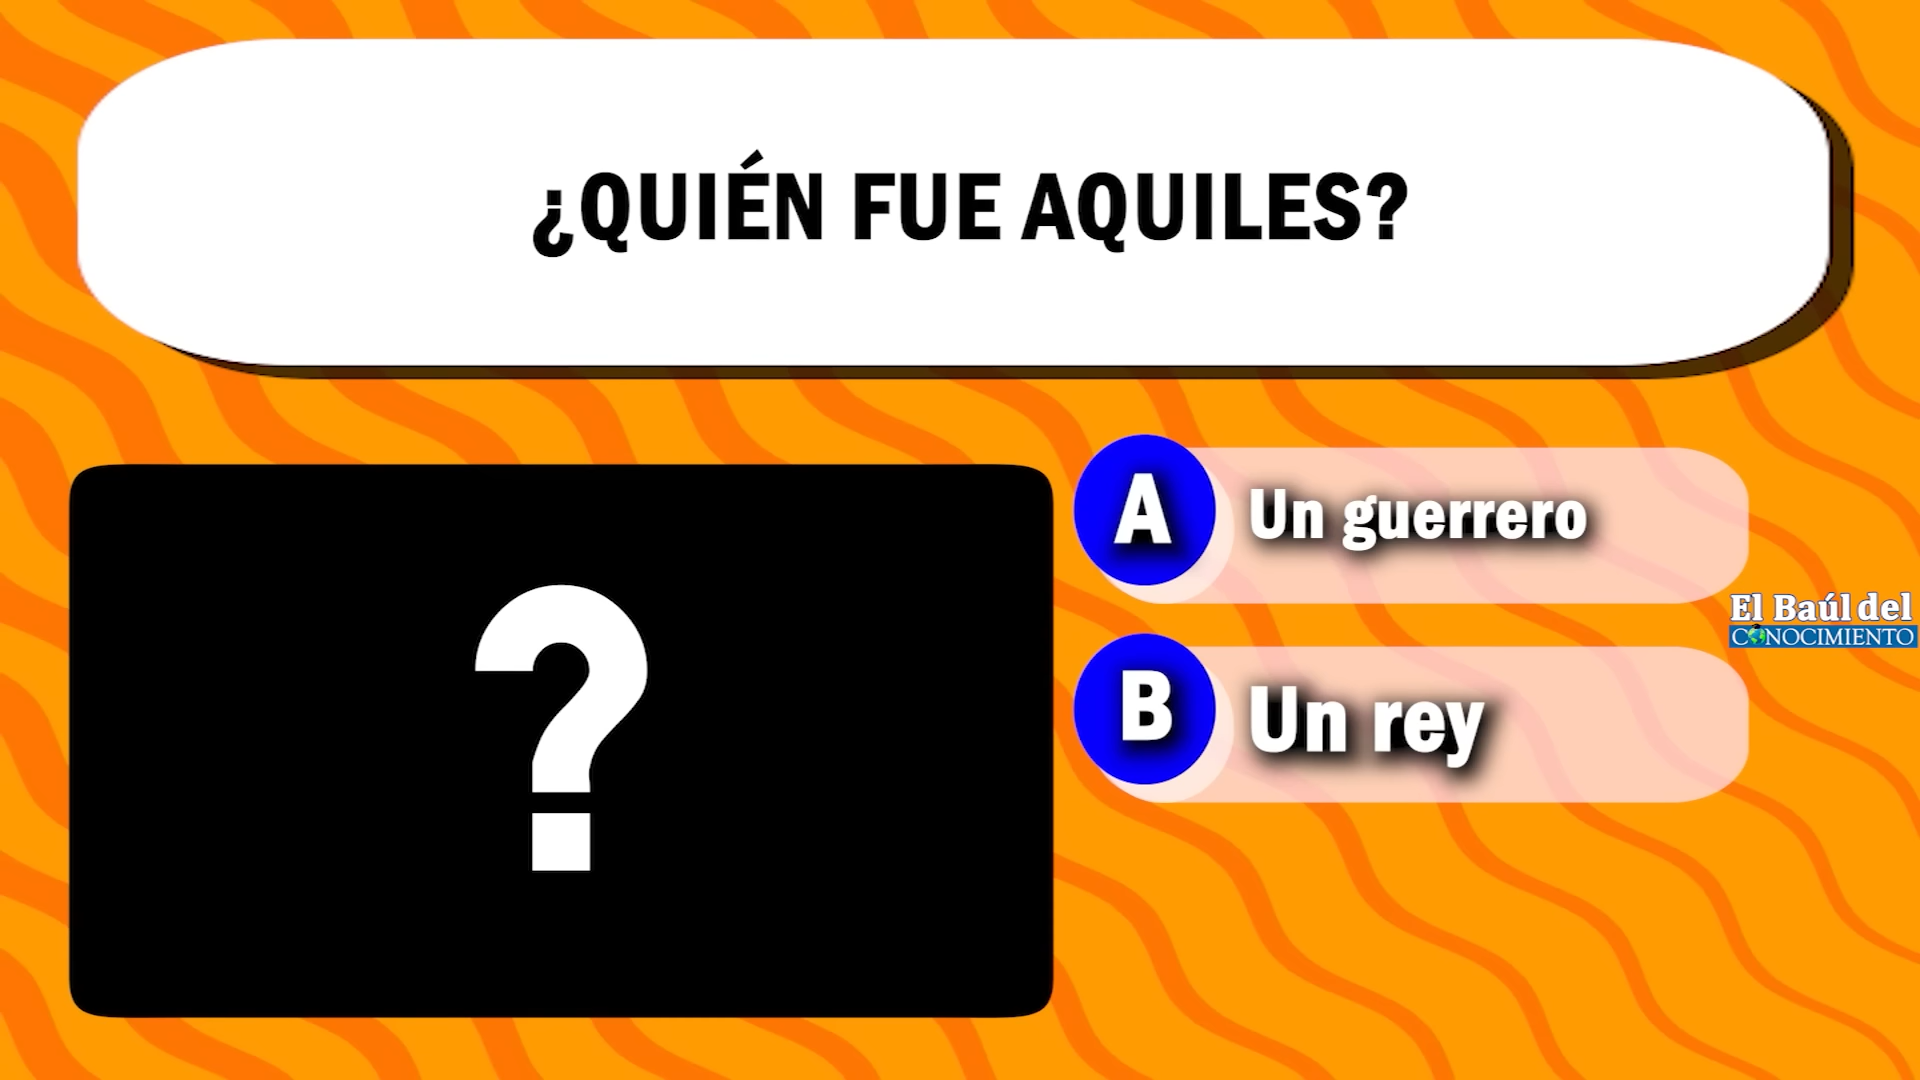 ¿QUIÉN FUE AQUILES?
?
A Un guerrero
B Un rey
El Baúl del
CONOCIMIENTO